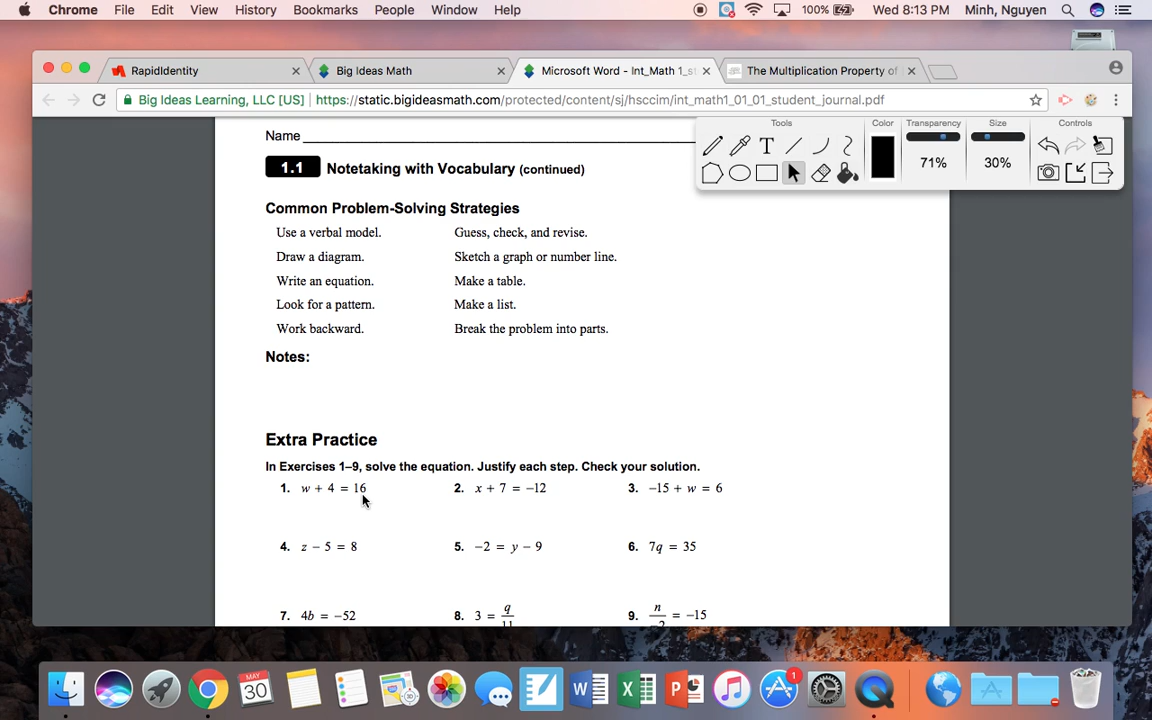 Chrome File Edit View History Bookmarks People Window Help 100% Wed 8:13 PM Minh, Nguyen
RapidIdentity Big Ideas Math Microsoft Word - Int_Math 1_st The Multiplication Property of
Big Ideas Learning, LLC [US] https://static.bigideasmath.com/protected/content/sj/hsccim/int_math1_01_01_student_journal.pdf
Tools Color Transparency Size Controls
T 71% 30%
Name
1.1 Notetaking with Vocabulary (continued)
Common Problem-Solving Strategies
Use a verbal model. Guess, check, and revise.
Draw a diagram. Sketch a graph or number line.
Write an equation. Make a table.
Look for a pattern. Make a list.
Work backward. Break the problem into parts.
Notes:
Extra Practice
In Exercises 1–9, solve the equation. Justify each step. Check your solution.
1. w + 4 = 16 2. x + 7 = −12 3. −15 + w = 6
4. z − 5 = 8 5. −2 = y − 9 6. 7q = 35
7. 4b = −52 8. 3 = q/11 9. n/−2 = −15
MAY
30
W X P 1